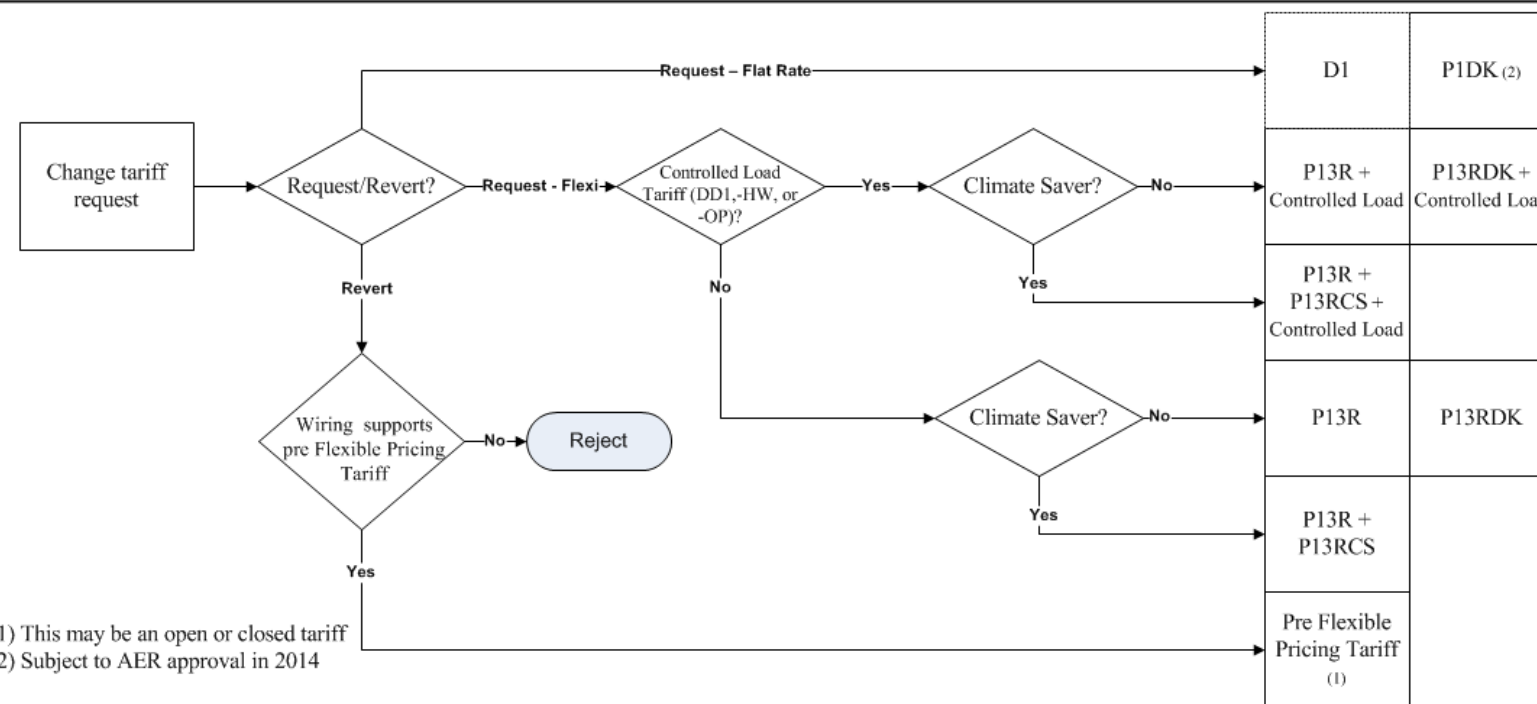 Request – Flat Rate
D1
P1DK (2)
Change tariff
request
Request/Revert?
Request - Flexi
Controlled Load
Tariff (DD1,-HW, or
-OP)?
Yes
Climate Saver?
No
P13R +
Controlled Load
P13RDK +
Controlled Loa
Revert
No
Yes
P13R +
P13RCS +
Controlled Load
Wiring supports
pre Flexible Pricing
Tariff
No
Reject
Climate Saver?
No
P13R
P13RDK
Yes
P13R +
P13RCS
Yes
Pre Flexible
Pricing Tariff
(1)
1) This may be an open or closed tariff
2) Subject to AER approval in 2014